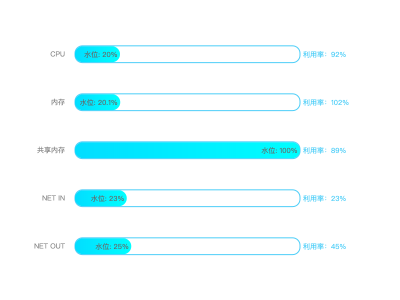 CPU 水位: 20% 利用率: 92%
内存 水位: 20.1% 利用率: 102%
共享内存 水位: 100% 利用率: 89%
NET IN 水位: 23% 利用率: 23%
NET OUT 水位: 25% 利用率: 45%